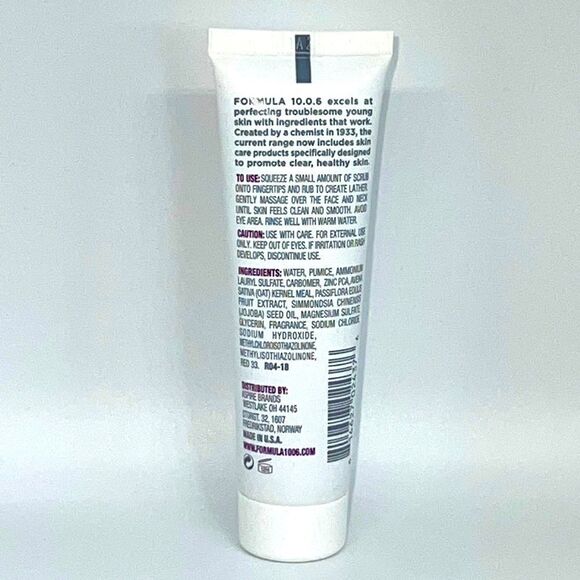 FORMULA 10.0.6 excels at
perfecting troublesome young
skin with ingredients that work.
Created by a chemist in 1933, the
current range now includes skin
care products specifically designed
to promote clear, healthy skin.
TO USE: SQUEEZE A SMALL AMOUNT OF SCRUB
ONTO FINGERTIPS AND RUB TO CREATE LATHER.
GENTLY MASSAGE OVER THE FACE AND NECK
UNTIL SKIN FEELS CLEAN AND SMOOTH. AVOID
EYE AREA. RINSE WELL WITH WARM WATER.
CAUTION: USE WITH CARE. FOR EXTERNAL USE
ONLY. KEEP OUT OF EYES. IF IRRITATION OR RASH
DEVELOPS, DISCONTINUE USE.
INGREDIENTS: WATER, PUMICE, AMMONIUM
LAURYL SULFATE, CARBOMER, ZINC PCA, AVENA
SATIVA (OAT) KERNEL MEAL, PASSIFLORA EDULIS
FRUIT EXTRACT, SIMMONDSIA CHINENSIS
(JOJOBA) SEED OIL, MAGNESIUM SULFATE,
GLYCERIN, FRAGRANCE, SODIUM CHLORIDE,
SODIUM HYDROXIDE,
METHYLCHLOROISOTHIAZOLINONE,
METHYLISOTHIAZOLINONE,
RED 33. R04-18
DISTRIBUTED BY:
ASPIRE BRANDS
WESTLAKE OH 44145
STORGT. 32, 1607
FREDRIKSTAD, NORWAY
MADE IN U.S.A.
WWW.FORMULA1006.COM